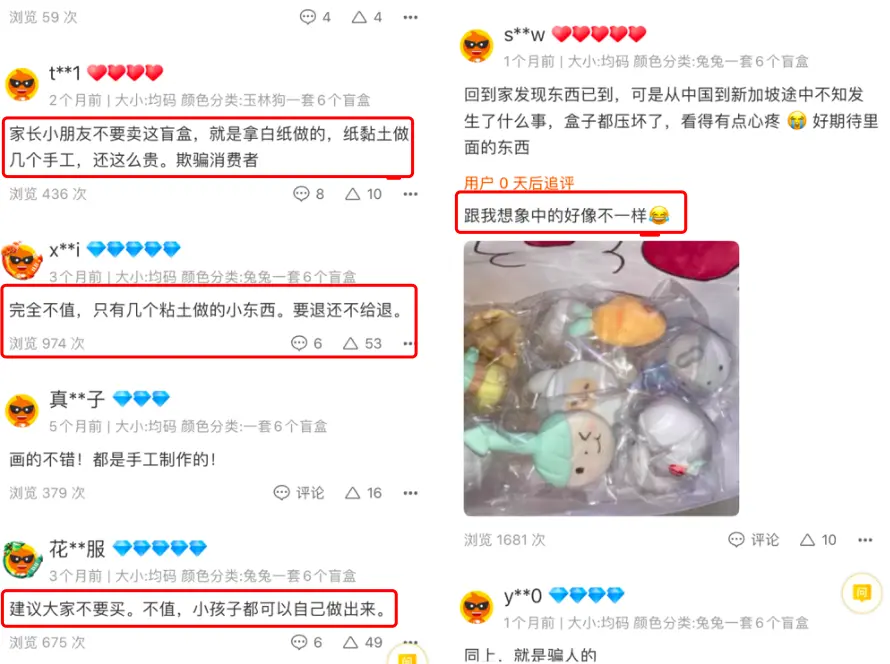 浏览 59 次
4
4
t**1
2个月前 | 大小:均码 颜色分类:玉林狗一套6个盲盒
家长小朋友不要卖这盲盒，就是拿白纸做的，纸黏土做
几个手工，还这么贵。欺骗消费者
浏览 436 次
8
10
x**i
3个月前 | 大小:均码 颜色分类:兔兔一套6个盲盒
完全不值，只有几个粘土做的小东西。要退还不给退。
浏览 974 次
6
53
真**子
5个月前 | 大小:均码 颜色分类:一套6个盲盒
画的不错！都是手工制作的！
浏览 379 次
评论
16
花**服
3个月前 | 大小:均码 颜色分类:兔兔一套6个盲盒
建议大家不要买。不值，小孩子都可以自己做出来。
浏览 675 次
6
49
问
s**w
1个月前 | 大小:均码 颜色分类:兔兔一套6个盲盒
回到家发现东西已到，可是从中国到新加坡途中不知发
生了什么事，盒子都压坏了，看得有点心疼 😭 好期待里
面的东西
用户 0 天后追评
跟我想象中的好像不一样😂
浏览 1681 次
评论
10
问
y**0
1个月前 | 大小:均码 颜色分类:兔兔一套6个盲盒
同上，就是骗人的